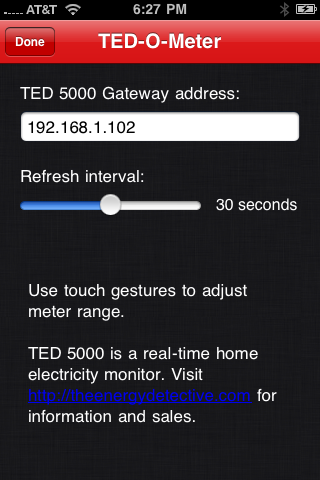 AT&T 6:27 PM
Done TED-O-Meter
TED 5000 Gateway address:
192.168.1.102
Refresh interval:
30 seconds
Use touch gestures to adjust
meter range.
TED 5000 is a real-time home
electricity monitor. Visit
http://theenergydetective.com for
information and sales.